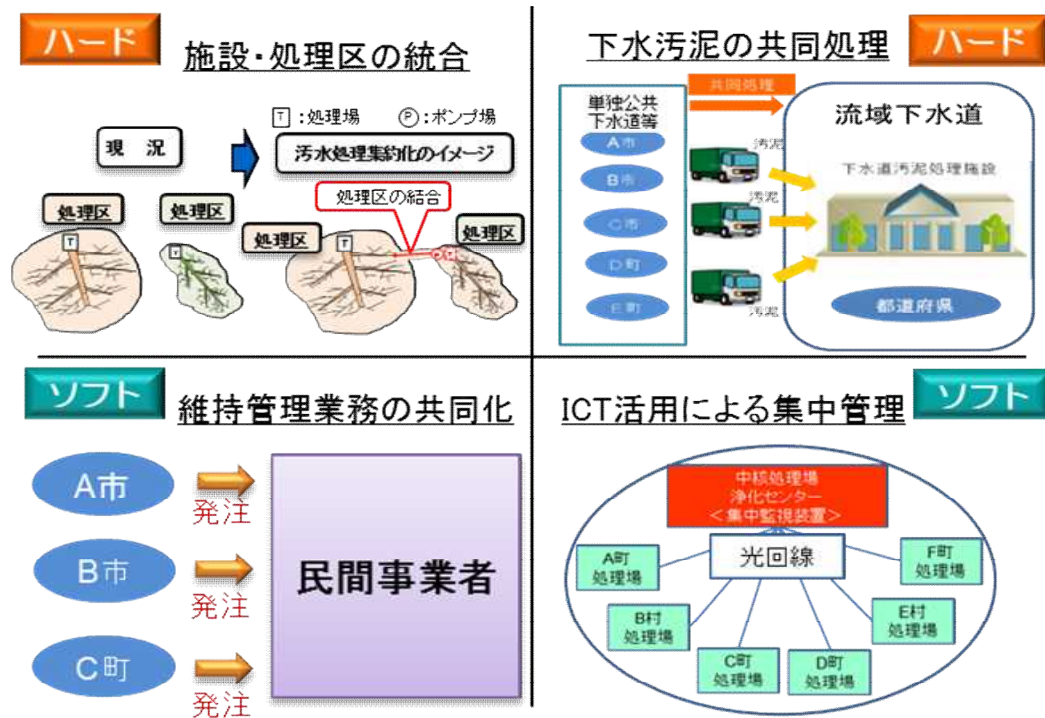 ハード
施設・処理区の統合
T：処理場 P：ポンプ場
現 況
汚水処理集約化のイメージ
処理区の結合
処理区
処理区
処理区
処理区
T
T
T
P
T
下水汚泥の共同処理
ハード
共同処理
単独公共
下水道等
A市
B市
C市
D町
E町
汚泥
汚泥
汚泥
流域下水道
下水道汚泥処理施設
都道府県
ソフト
維持管理業務の共同化
A市
発注
B市
発注
C町
発注
民間事業者
ICT活用による集中管理
ソフト
中核処理場
浄化センター
＜集中監視装置＞
光回線
A町
処理場
B村
処理場
C町
処理場
D町
処理場
E村
処理場
F町
処理場